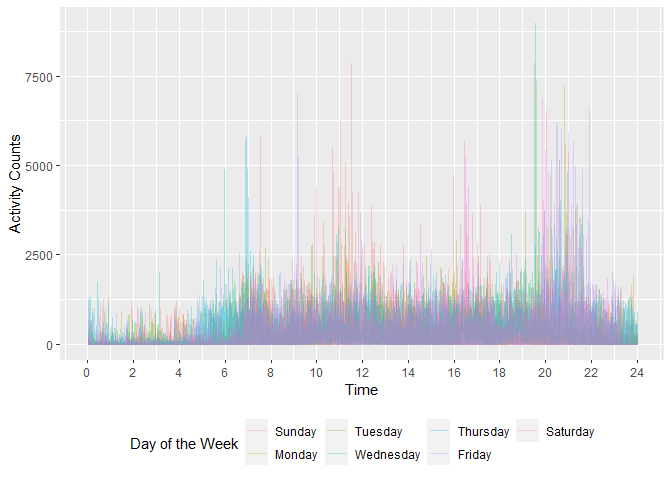 7500
5000
2500
0
Activity Counts
0 2 4 6 8 10 12 14 16 18 20 22 24
Time
Day of the Week
Sunday Tuesday Thursday Saturday
Monday Wednesday Friday